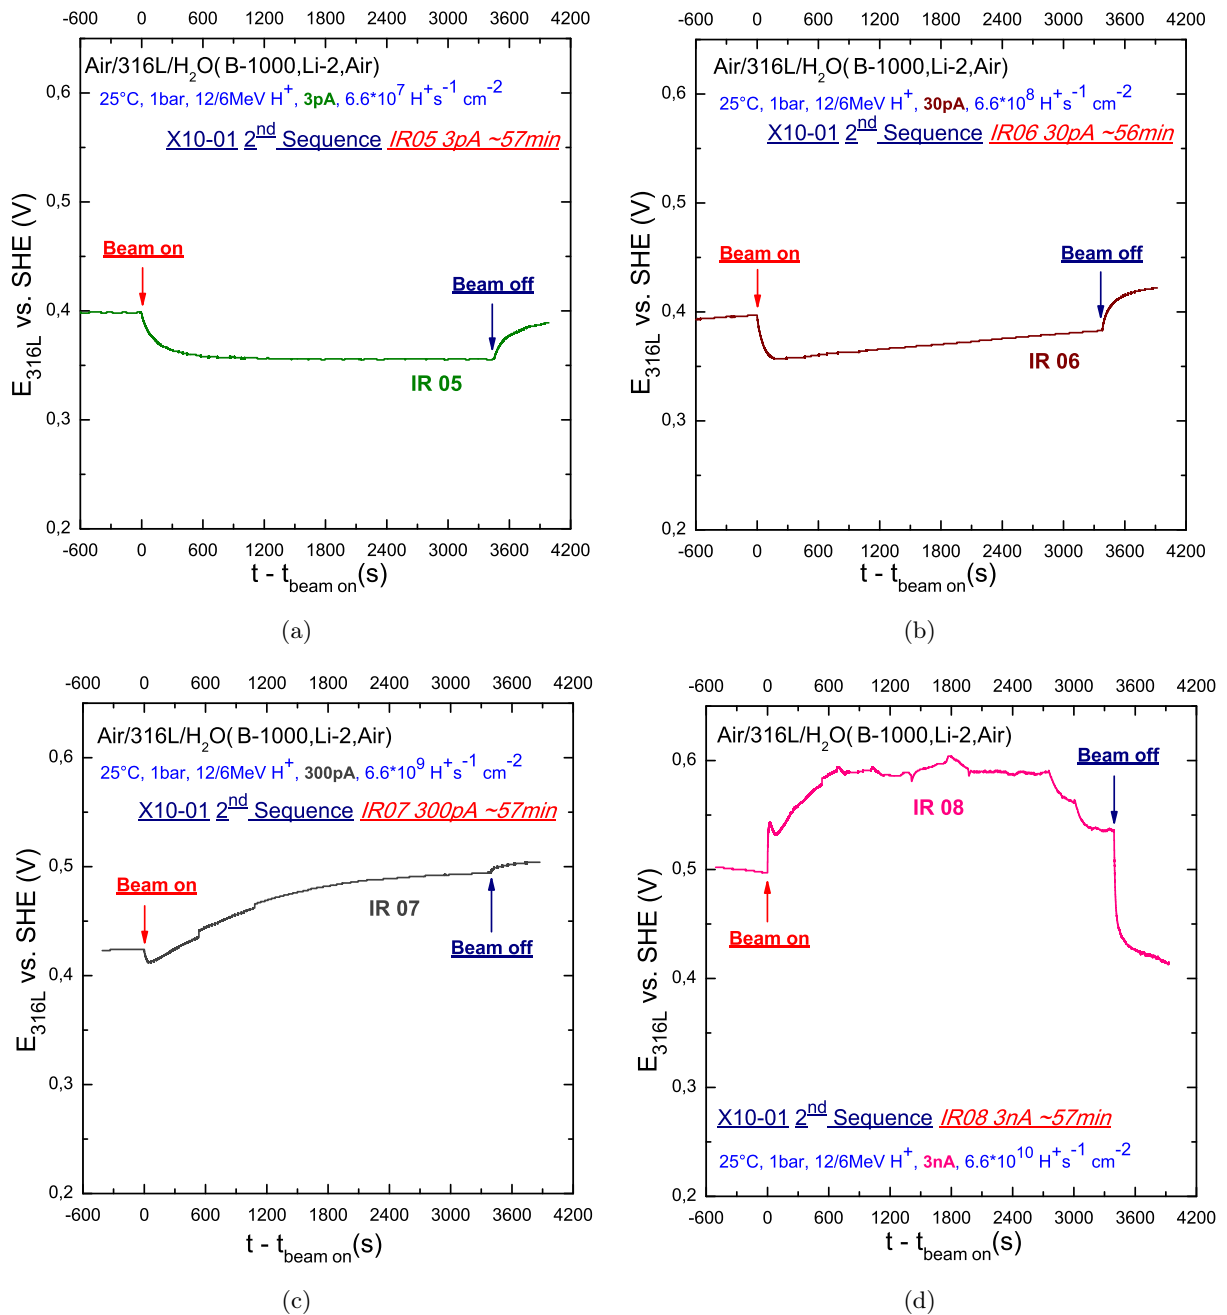 -600 0 600 1200 1800 2400 3000 3600 4200
Air/316L/H2O( B-1000,Li-2,Air)
25°C, 1bar, 12/6MeV H+, 3pA, 6.6*10^7 H+s^-1 cm^-2
X10-01 2nd Sequence IR05 3pA ~57min
0,6
0,5
0,4
0,3
0,2
E316L vs. SHE (V)
Beam on
Beam off
IR 05
-600 0 600 1200 1800 2400 3000 3600 4200
t - tbeam on(s)
(a)
-600 0 600 1200 1800 2400 3000 3600 4200
Air/316L/H2O( B-1000,Li-2,Air)
25°C, 1bar, 12/6MeV H+, 30pA, 6.6*10^8 H+s^-1 cm^-2
X10-01 2nd Sequence IR06 30pA ~56min
0,6
0,5
0,4
0,3
0,2
E316L vs. SHE (V)
Beam on
Beam off
IR 06
-600 0 600 1200 1800 2400 3000 3600 4200
t - tbeam on(s)
(b)
-600 0 600 1200 1800 2400 3000 3600 4200
Air/316L/H2O( B-1000,Li-2,Air)
25°C, 1bar, 12/6MeV H+, 300pA, 6.6*10^9 H+s^-1 cm^-2
X10-01 2nd Sequence IR07 300pA ~57min
0,6
0,5
0,4
0,3
0,2
E316L vs. SHE (V)
Beam on
IR 07
Beam off
-600 0 600 1200 1800 2400 3000 3600 4200
t - tbeam on(s)
(c)
-600 0 600 1200 1800 2400 3000 3600 4200
Air/316L/H2O( B-1000,Li-2,Air)
Beam off
0,6
0,5
0,4
0,3
0,2
E316L vs. SHE (V)
IR 08
Beam on
X10-01 2nd Sequence IR08 3nA ~57min
25°C, 1bar, 12/6MeV H+, 3nA, 6.6*10^10 H+s^-1 cm^-2
-600 0 600 1200 1800 2400 3000 3600 4200
t - tbeam on(s)
(d)